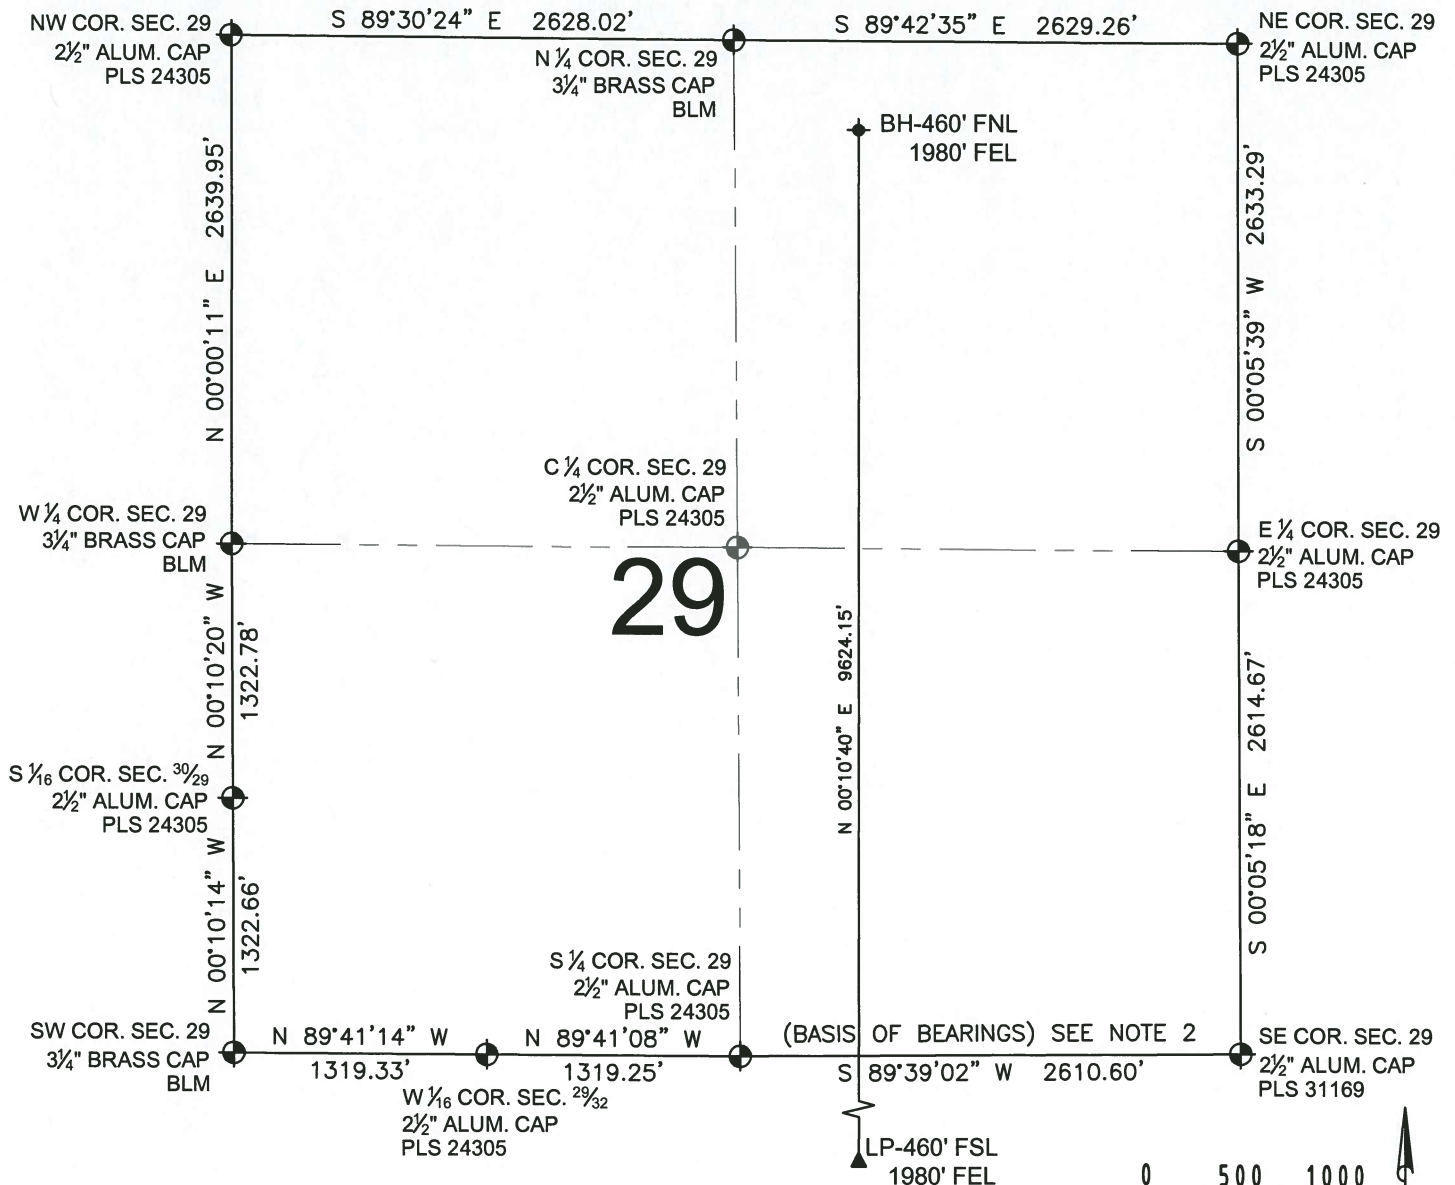 NW COR. SEC. 29
2½" ALUM. CAP
PLS 24305
S 89°30'24" E 2628.02'
N ¼ COR. SEC. 29
3¼" BRASS CAP
BLM
S 89°42'35" E 2629.26'
NE COR. SEC. 29
2½" ALUM. CAP
PLS 24305
BH-460' FNL
1980' FEL
N 00°00'11" E 2639.95'
S 00°05'39" W 2633.29'
C ¼ COR. SEC. 29
2½" ALUM. CAP
PLS 24305
W ¼ COR. SEC. 29
3¼" BRASS CAP
BLM
E ¼ COR. SEC. 29
2½" ALUM. CAP
PLS 24305
29
N 00°10'20" W
1322.78'
N 00°10'40" E 9624.15'
S 00°05'18" E 2614.67'
S 1⁄16 COR. SEC. 30⁄29
2½" ALUM. CAP
PLS 24305
N 00°10'14" W
1322.66'
S ¼ COR. SEC. 29
2½" ALUM. CAP
PLS 24305
SW COR. SEC. 29
3¼" BRASS CAP
BLM
N 89°41'14" W
1319.33'
N 89°41'08" W
1319.25'
(BASIS OF BEARINGS) SEE NOTE 2
S 89°39'02" W 2610.60'
SE COR. SEC. 29
2½" ALUM. CAP
PLS 31169
W 1⁄16 COR. SEC. 29⁄32
2½" ALUM. CAP
PLS 24305
LP-460' FSL
1980' FEL
0 500 1000